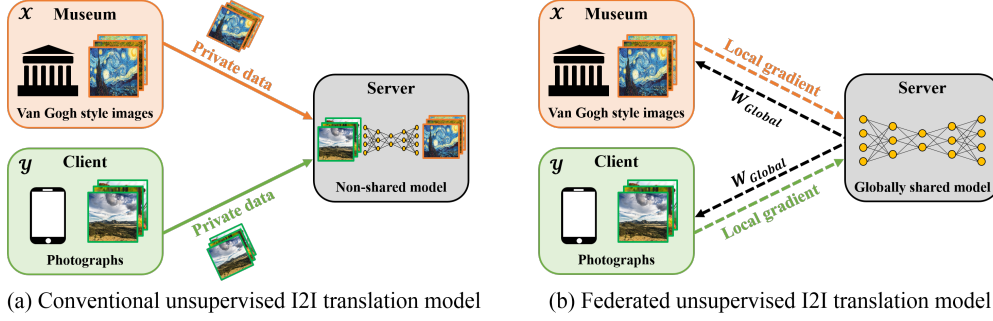 𝒳 Museum
Van Gogh style images
Private data
𝒴 Client
Photographs
Private data
Server
Non-shared model
(a) Conventional unsupervised I2I translation model
𝒳 Museum
Van Gogh style images
Local gradient
W_Global
𝒴 Client
Photographs
W_Global
Local gradient
Server
Globally shared model
(b) Federated unsupervised I2I translation model